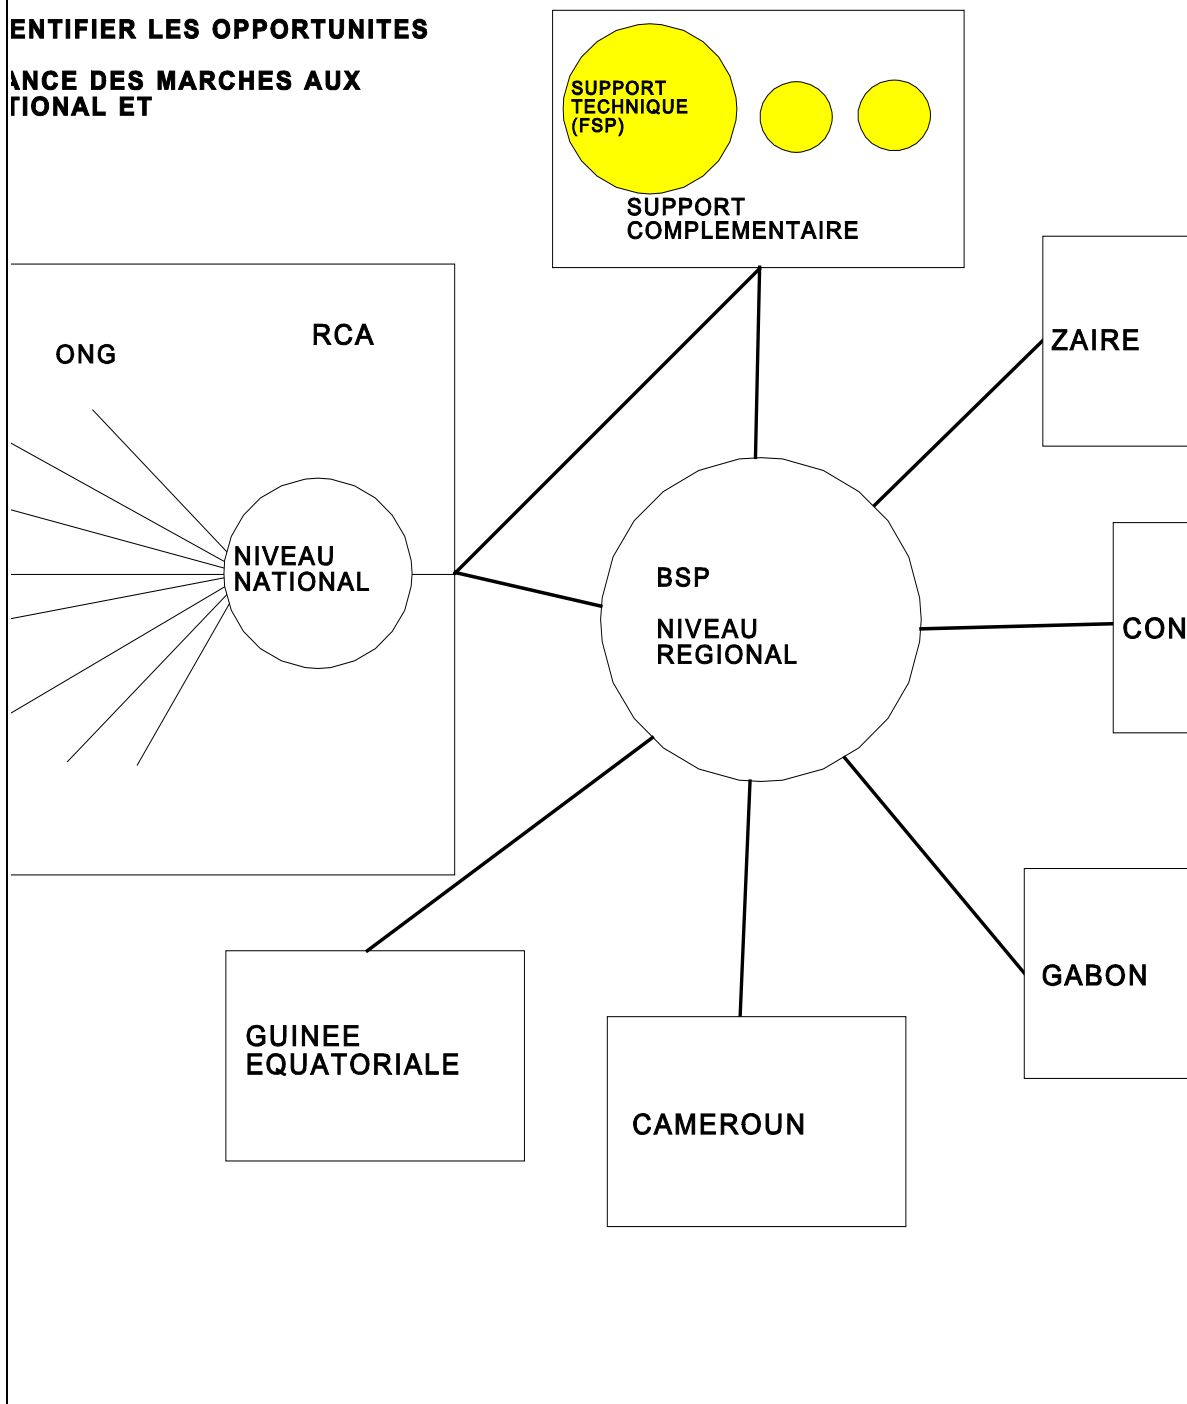 ENTIFIER LES OPPORTUNITES
ANCE DES MARCHES AUX
TIONAL ET
SUPPORT
TECHNIQUE
(FSP)
SUPPORT
COMPLEMENTAIRE
RCA
ONG
ZAIRE
NIVEAU
NATIONAL
BSP
NIVEAU
REGIONAL
CON
GABON
GUINEE
EQUATORIALE
CAMEROUN